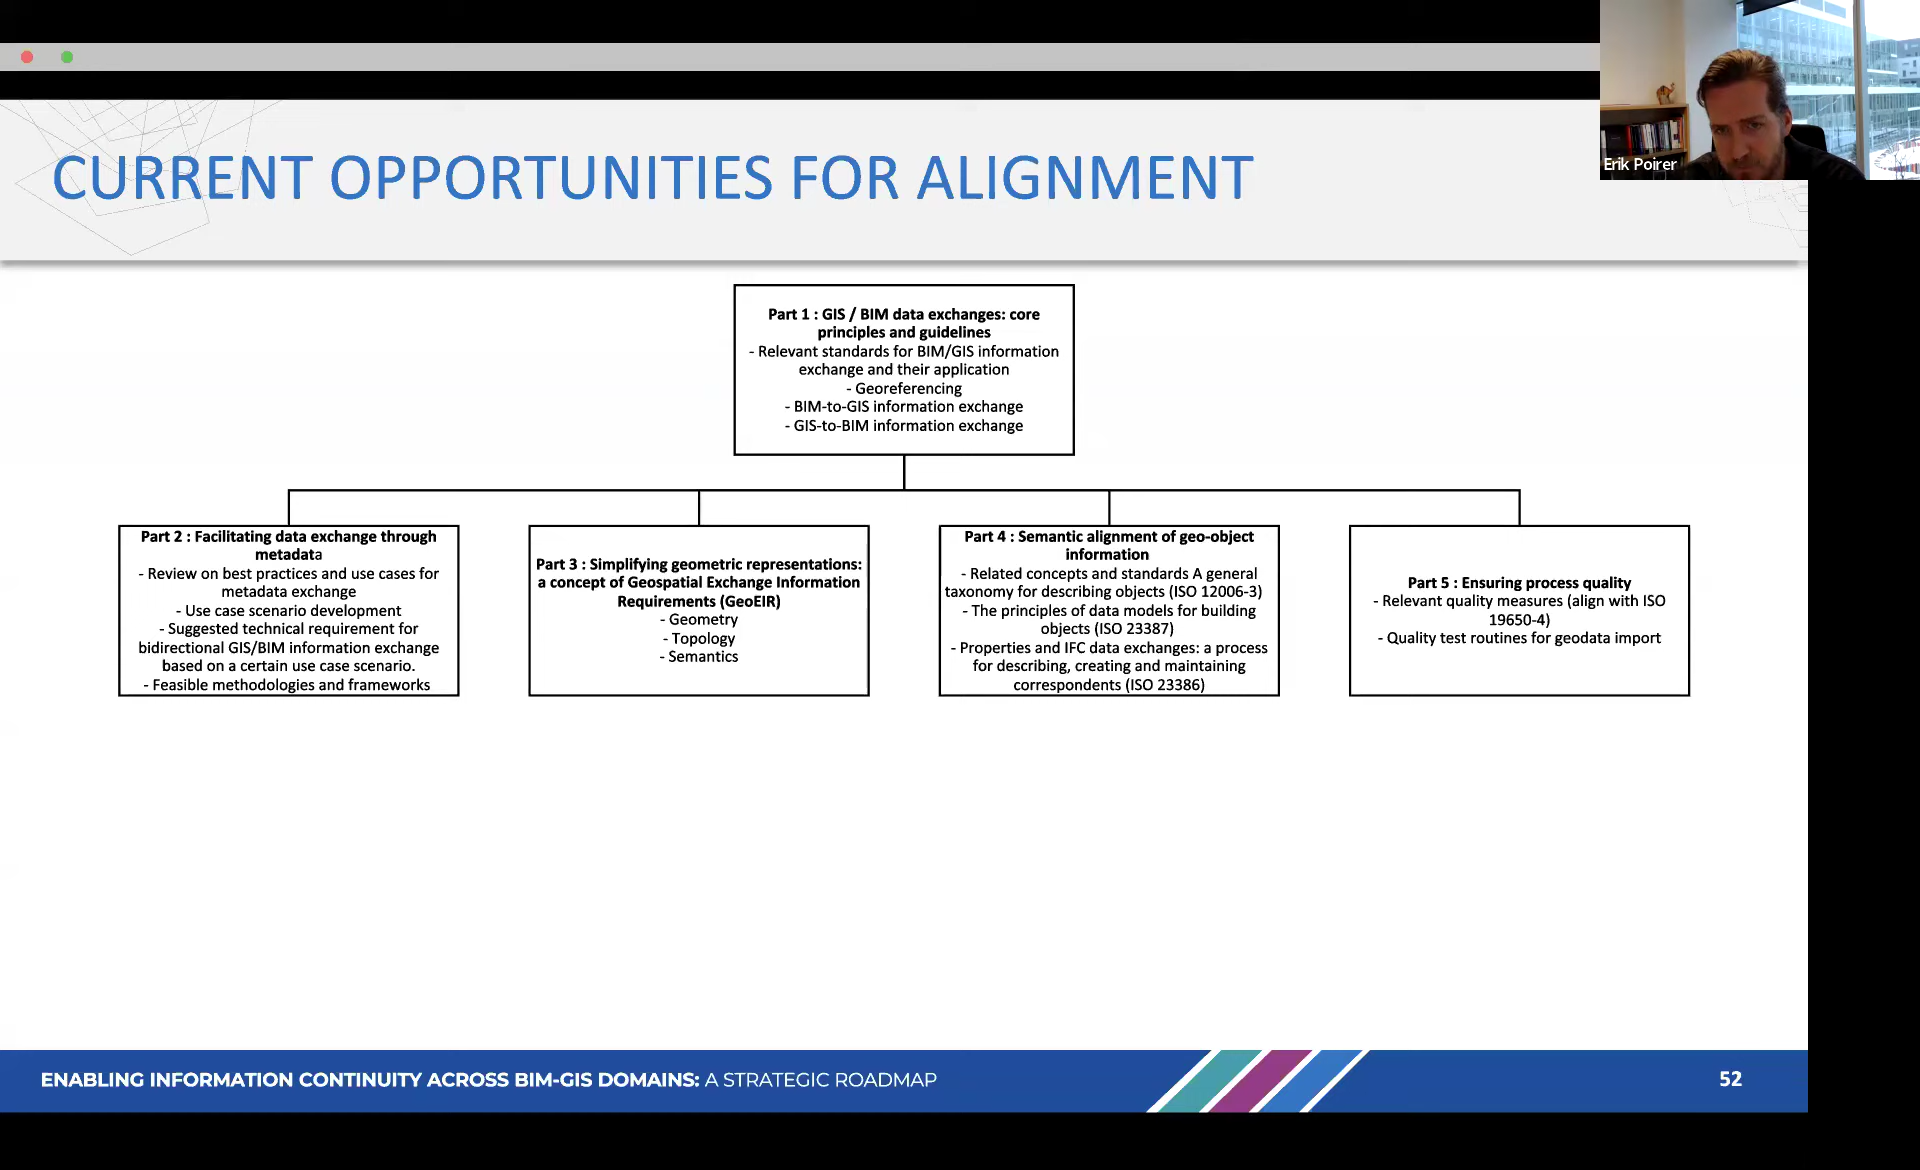 Erik Poirer
CURRENT OPPORTUNITIES FOR ALIGNMENT
Part 1 : GIS / BIM data exchanges: core
principles and guidelines
- Relevant standards for BIM/GIS information
exchange and their application
- Georeferencing
- BIM-to-GIS information exchange
- GIS-to-BIM information exchange
Part 2 : Facilitating data exchange through
metadata
- Review on best practices and use cases for
metadata exchange
- Use case scenario development
- Suggested technical requirement for
bidirectional GIS/BIM information exchange
based on a certain use case scenario.
- Feasible methodologies and frameworks
Part 3 : Simplifying geometric representations:
a concept of Geospatial Exchange Information
Requirements (GeoEIR)
- Geometry
- Topology
- Semantics
Part 4 : Semantic alignment of geo-object
information
- Related concepts and standards A general
taxonomy for describing objects (ISO 12006-3)
- The principles of data models for building
objects (ISO 23387)
- Properties and IFC data exchanges: a process
for describing, creating and maintaining
correspondents (ISO 23386)
Part 5 : Ensuring process quality
- Relevant quality measures (align with ISO
19650-4)
- Quality test routines for geodata import
ENABLING INFORMATION CONTINUITY ACROSS BIM-GIS DOMAINS: A STRATEGIC ROADMAP
52